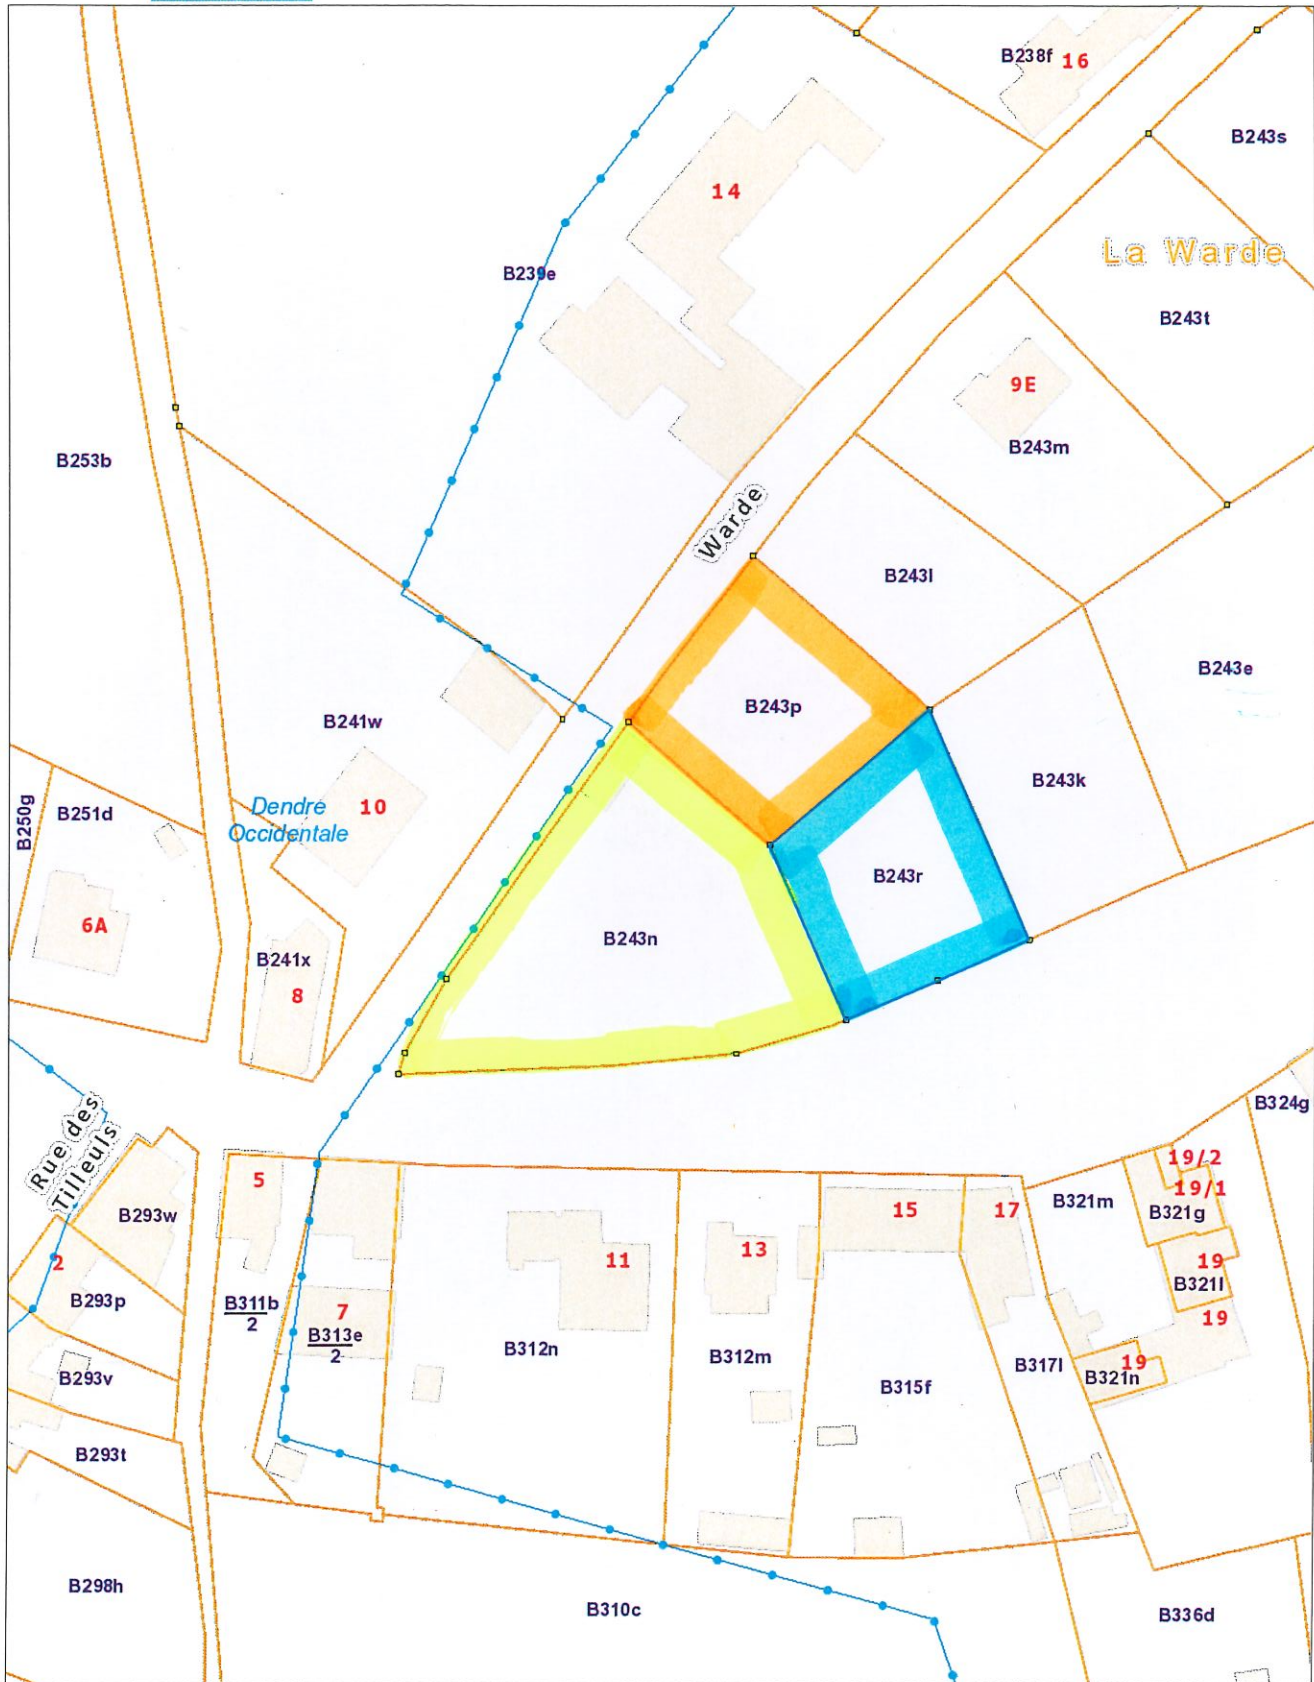 B238f
16
B243s
14
La Warde
B239e
B243t
9E
B243m
B253b
Warde
B243l
B243e
B243p
B241w
B243k
B250g
B251d
Dendre
Occidentale
10
B243r
6A
B243n
B241x
8
Rue des
Tilleuls
B324g
19/2
19/1
B321m
B321g
5
B293w
15
17
13
11
19
B321l
2
B293p
B311b
2
7
B313e
2
19
B312n
B312m
B317l
19
B321n
B293v
B315f
B293t
B298h
B310c
B336d